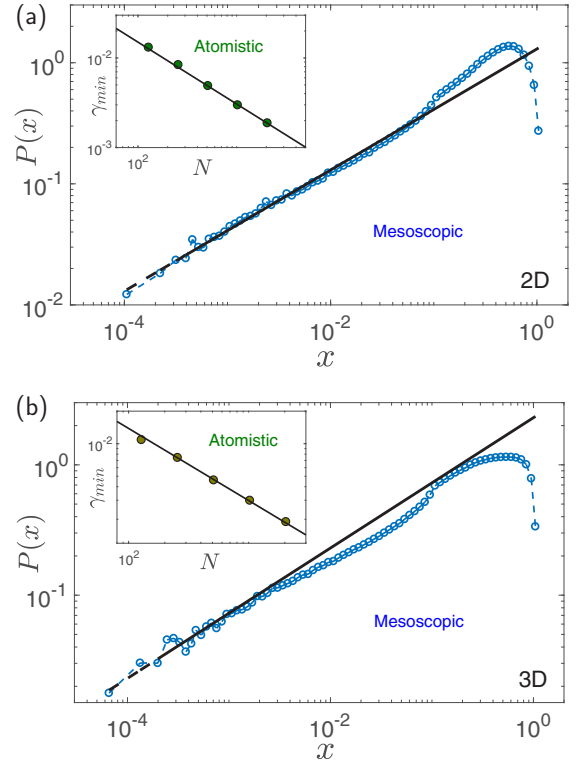 (a)
Atomistic
10^-2
γ_min
10^-3
10^2
N
10^0
P(x)
10^-1
10^-2
Mesoscopic
2D
10^-4
10^-2
10^0
x
(b)
Atomistic
10^-2
γ_min
10^2
N
10^0
P(x)
10^-1
Mesoscopic
3D
10^-4
10^-2
10^0
x